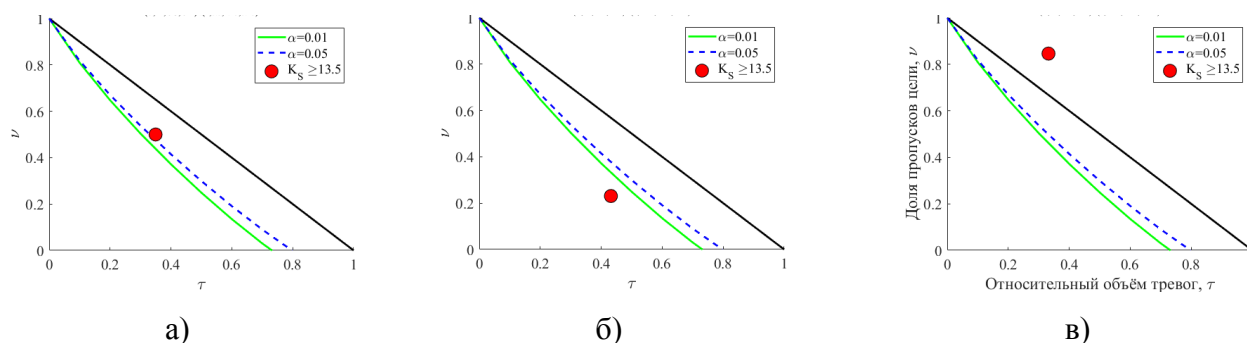 1
0.8
0.6
0.4
0.2
0
0 0.2 0.4 0.6 0.8 1
ν
τ
α=0.01
α=0.05
K_S ≥13.5
а)
1
0.8
0.6
0.4
0.2
0
0 0.2 0.4 0.6 0.8 1
ν
τ
α=0.01
α=0.05
K_S ≥13.5
б)
1
0.8
0.6
0.4
0.2
0
0 0.2 0.4 0.6 0.8
Доля пропусков цели, ν
Относительный объём тревог, τ
α=0.01
α=0.05
K_S ≥13.5
в)